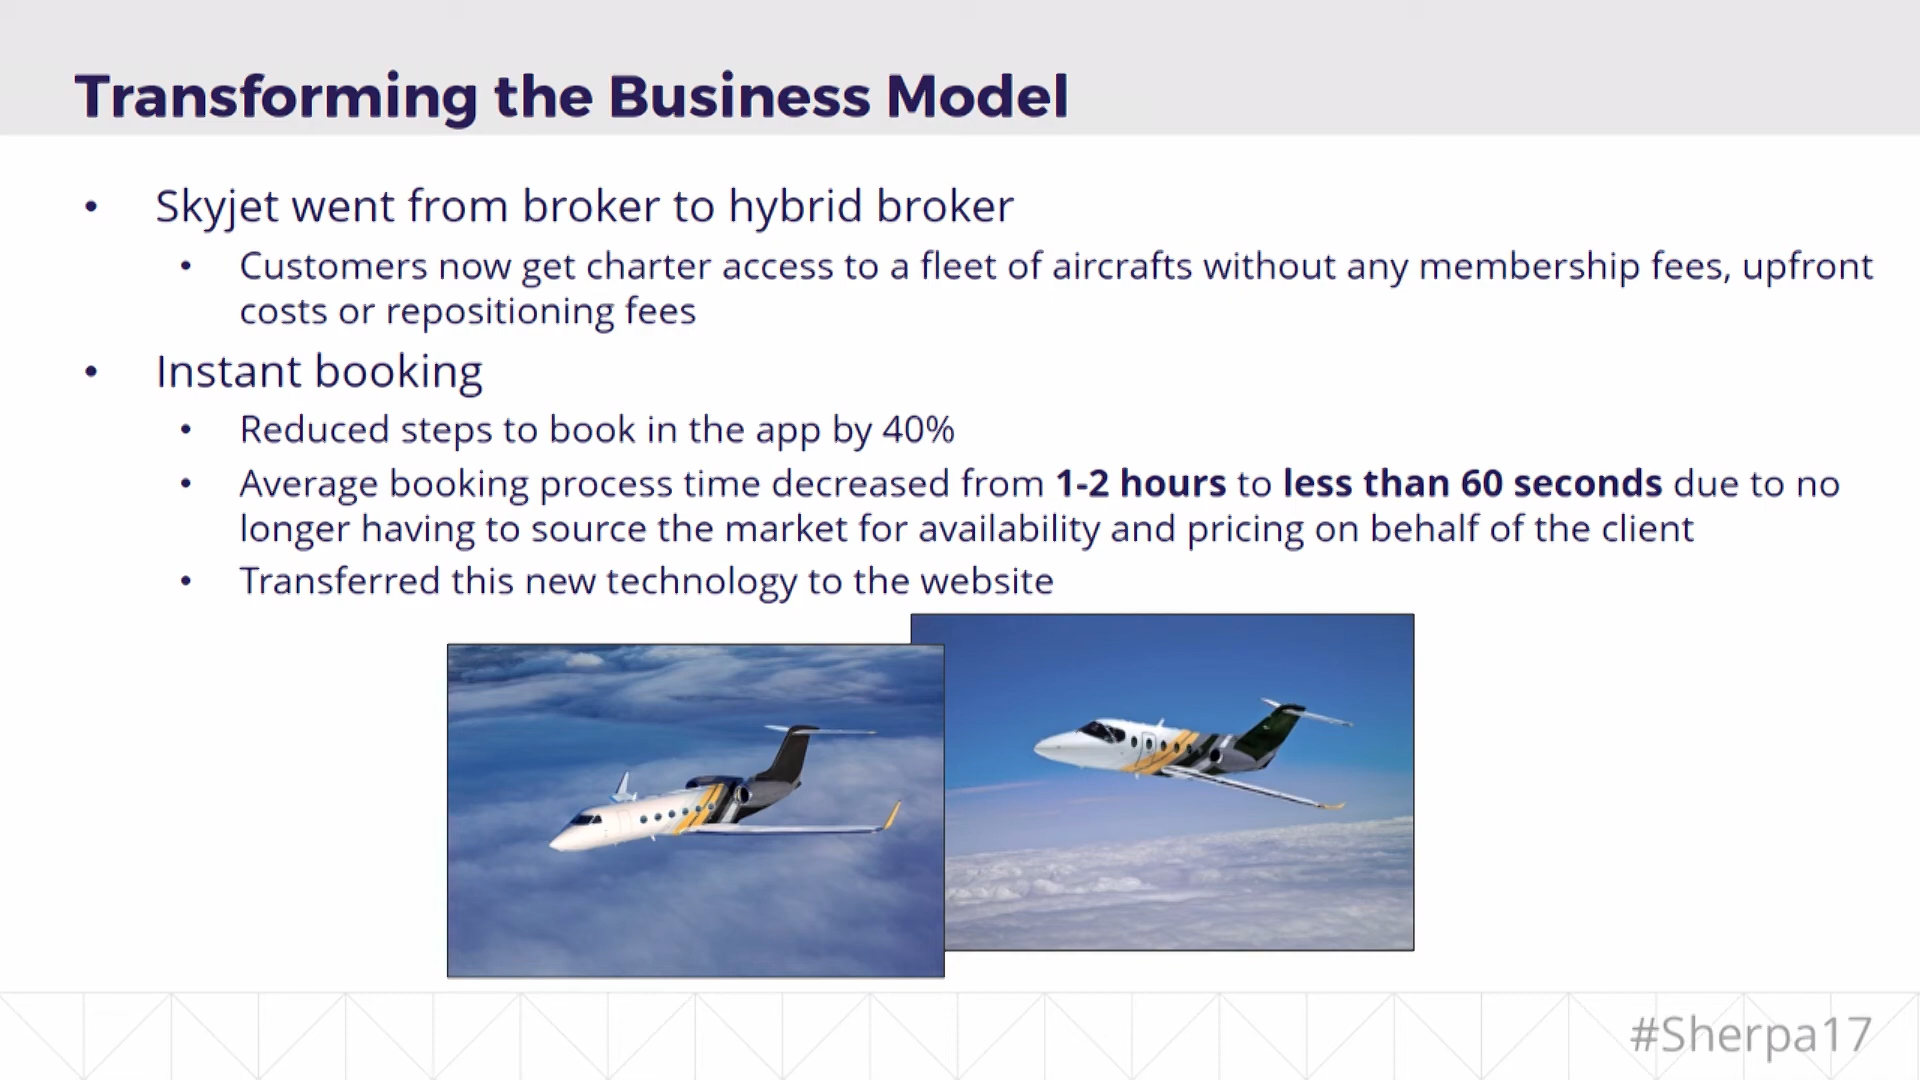 Transforming the Business Model
• Skyjet went from broker to hybrid broker
• Customers now get charter access to a fleet of aircrafts without any membership fees, upfront
costs or repositioning fees
• Instant booking
• Reduced steps to book in the app by 40%
• Average booking process time decreased from 1-2 hours to less than 60 seconds due to no
longer having to source the market for availability and pricing on behalf of the client
• Transferred this new technology to the website
#Sherpa17